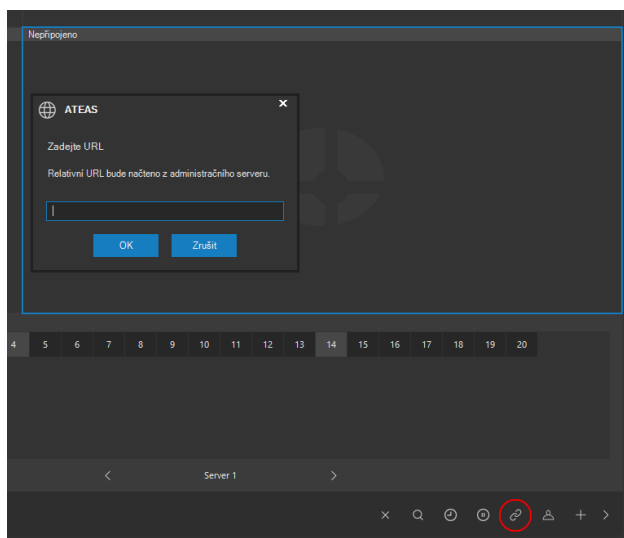 Nepřipojeno
ATEAS
Zadejte URL
Relativní URL bude načteno z administračního serveru.
OK Zrušit
4 5 6 7 8 9 10 11 12 13 14 15 16 17 18 19 20
Server 1